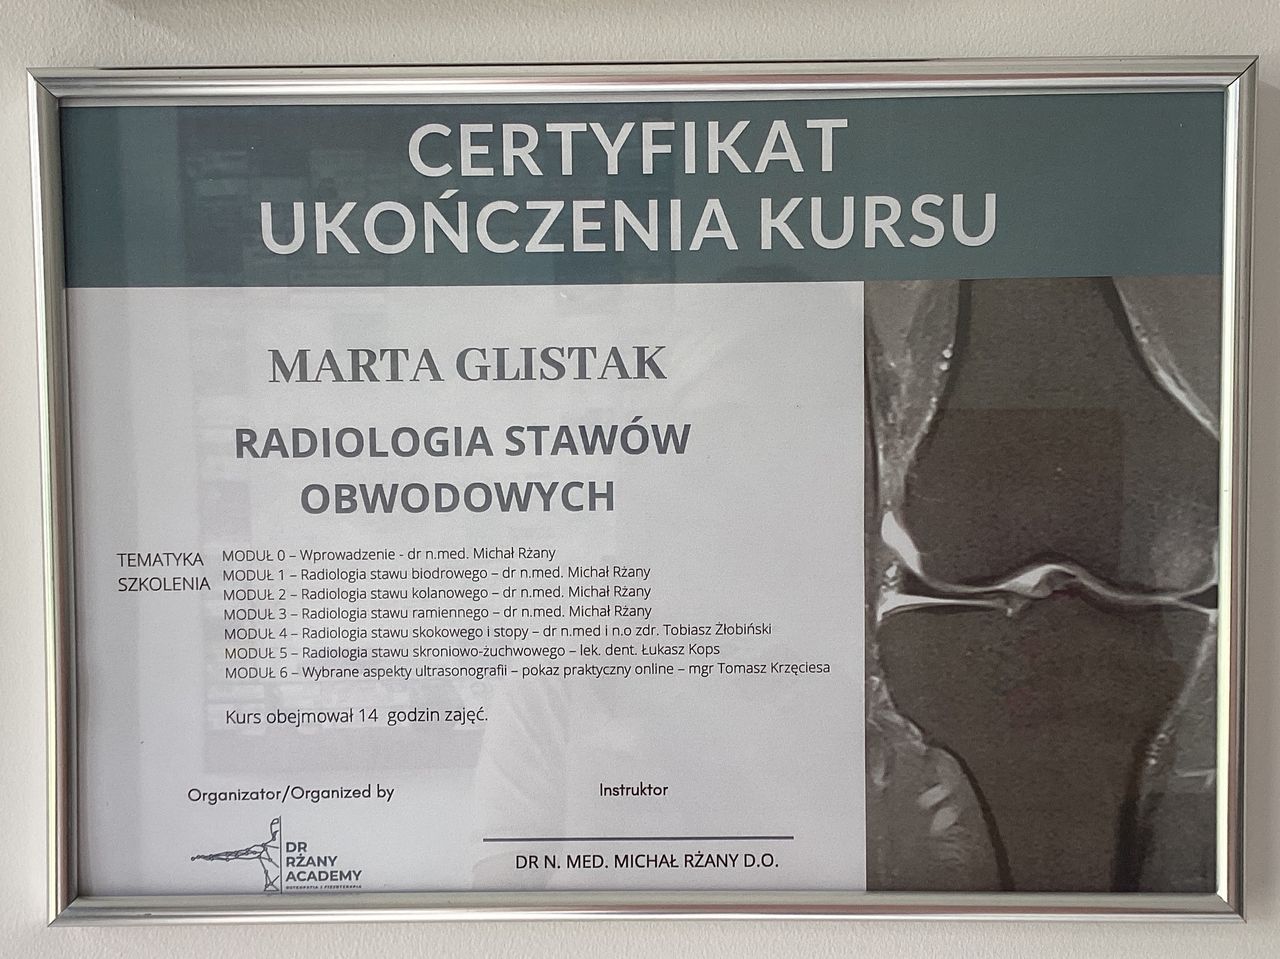 CERTYFIKAT
UKOŃCZENIA KURSU
MARTA GLISTAK
RADIOLOGIA STAWÓW
OBWODOWYCH
TEMATYKA
SZKOLENIA
MODUŁ 0 – Wprowadzenie - dr n.med. Michał Rżany
MODUŁ 1 – Radiologia stawu biodrowego – dr n.med. Michał Rżany
MODUŁ 2 – Radiologia stawu kolanowego – dr n.med. Michał Rżany
MODUŁ 3 – Radiologia stawu ramiennego – dr n.med. Michał Rżany
MODUŁ 4 – Radiologia stawu skokowego i stopy – dr n.med i n.o zdr. Tobiasz Żłobiński
MODUŁ 5 – Radiologia stawu skroniowo-żuchwowego – lek. dent. Łukasz Kops
MODUŁ 6 – Wybrane aspekty ultrasonografii – pokaz praktyczny online – mgr Tomasz Krzęciesa
Kurs obejmował 14 godzin zajęć.
Organizator/Organized by
DR
RŻANY
ACADEMY
OSTEOPATIA I FIZJOTERAPIA
Instruktor
DR N. MED. MICHAŁ RŻANY D.O.